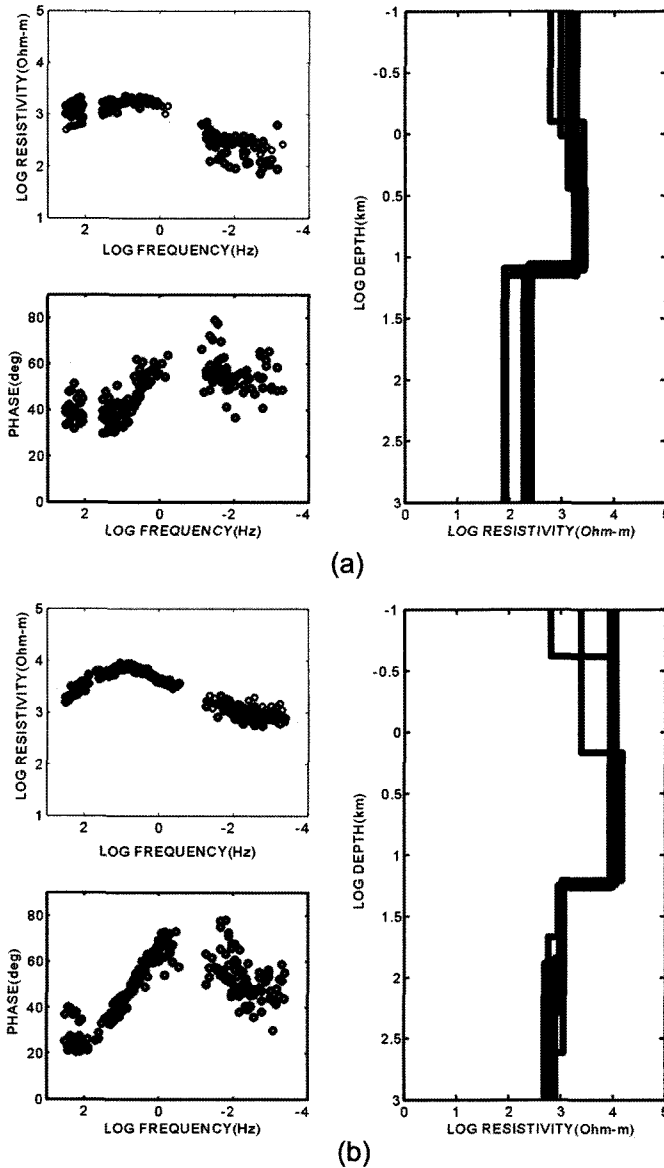 5
4
3
2
1
LOG RESISTIVITY(Ohm-m)
2 0 -2 -4
LOG FREQUENCY(Hz)
80
60
40
20
0
PHASE(deg)
2 0 -2 -4
LOG FREQUENCY(Hz)
-1
-0.5
0
0.5
1
1.5
2
2.5
3
LOG DEPTH(km)
0 1 2 3 4 5
LOG RESISTIVITY(Ohm-m)
(a)
5
4
3
2
1
LOG RESISTIVITY(Ohm-m)
2 0 -2 -4
LOG FREQUENCY(Hz)
80
60
40
20
0
PHASE(deg)
2 0 -2 -4
LOG FREQUENCY(Hz)
-1
-0.5
0
0.5
1
1.5
2
2.5
3
LOG DEPTH(km)
0 1 2 3 4 5
LOG RESISTIVITY(Ohm-m)
(b)